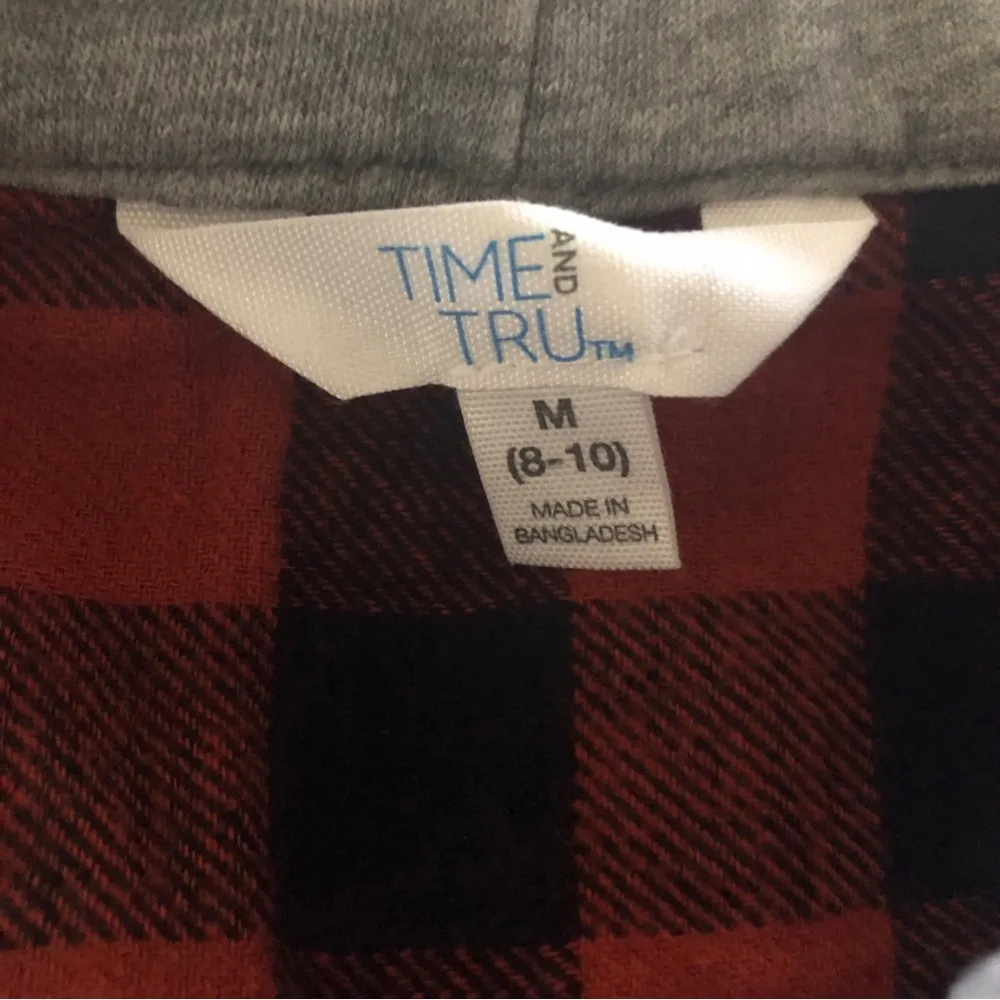 TIME AND
TRU™
M
(8-10)
MADE IN
BANGLADESH